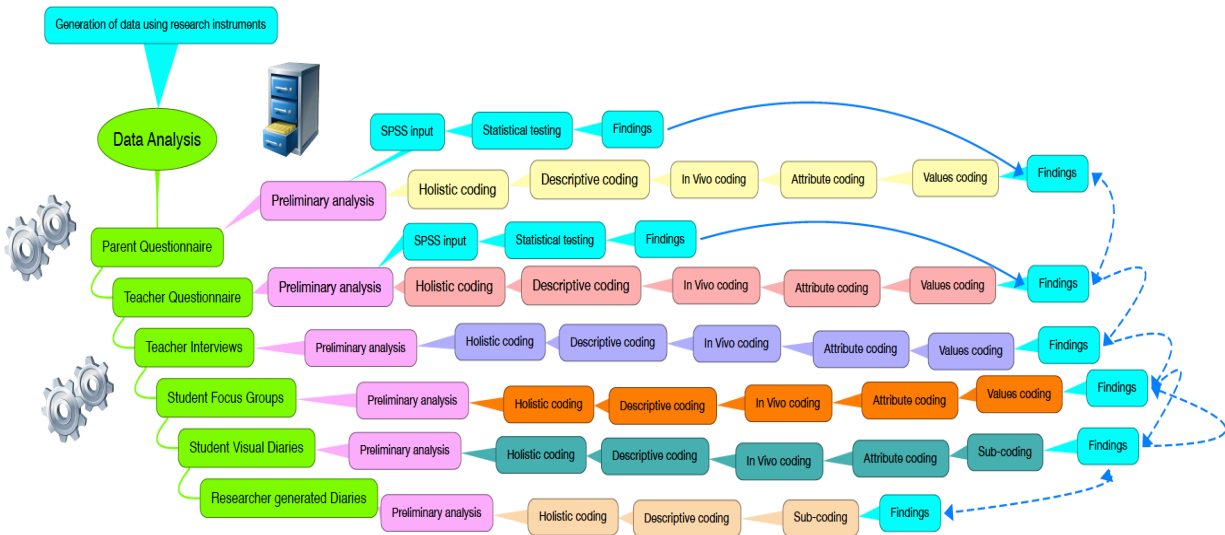 Generation of data using research instruments
Data Analysis
SPSS input
Statistical testing
Findings
Parent Questionnaire
Preliminary analysis
Holistic coding
Descriptive coding
In Vivo coding
Attribute coding
Values coding
Findings
SPSS input
Statistical testing
Findings
Teacher Questionnaire
Preliminary analysis
Holistic coding
Descriptive coding
In Vivo coding
Attribute coding
Values coding
Findings
Teacher Interviews
Preliminary analysis
Holistic coding
Descriptive coding
In Vivo coding
Attribute coding
Values coding
Findings
Student Focus Groups
Preliminary analysis
Holistic coding
Descriptive coding
In Vivo coding
Attribute coding
Values coding
Findings
Student Visual Diaries
Preliminary analysis
Holistic coding
Descriptive coding
In Vivo coding
Attribute coding
Sub-coding
Findings
Researcher generated Diaries
Preliminary analysis
Holistic coding
Descriptive coding
Sub-coding
Findings